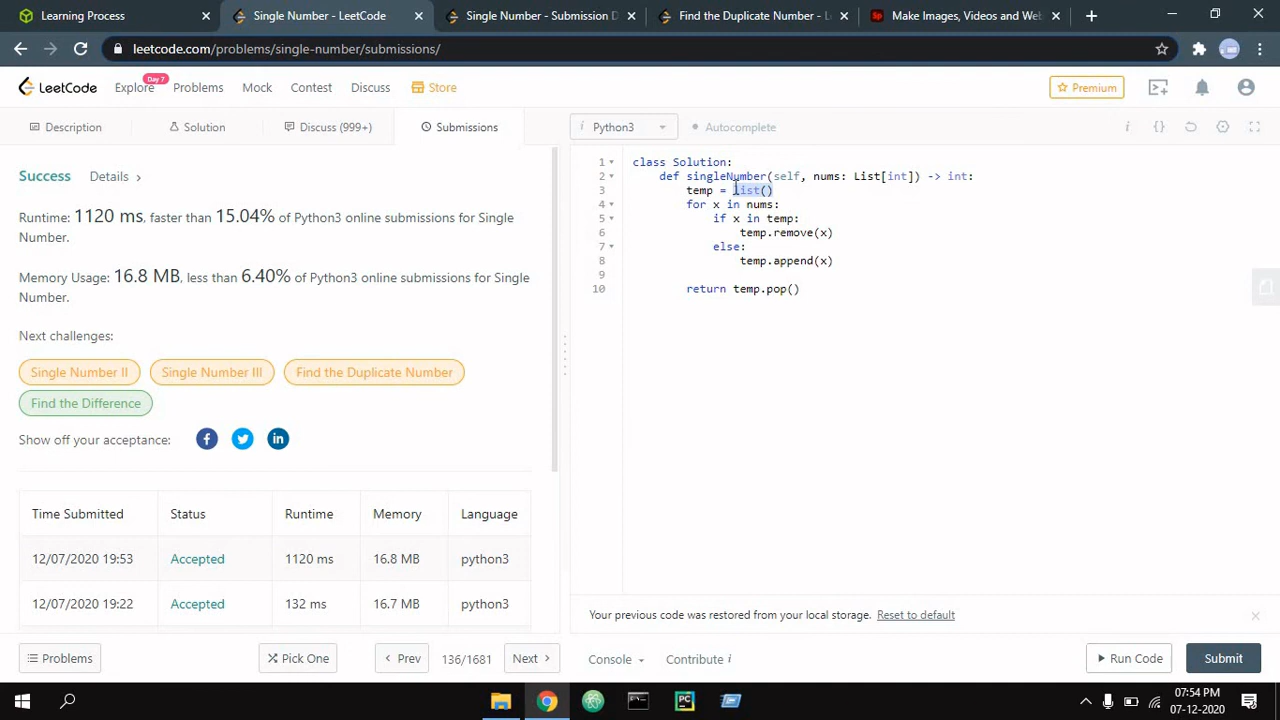 Learning Process
Single Number - LeetCode
Single Number - Submission D
Find the Duplicate Number - L
Make Images, Videos and Web
leetcode.com/problems/single-number/submissions/
LeetCode
Explore
Day 7
Problems
Mock
Contest
Discuss
Store
Premium
Description
Solution
Discuss (999+)
Submissions
i Python3
Autocomplete
i {}
Success Details
Runtime: 1120 ms, faster than 15.04% of Python3 online submissions for Single
Number.
Memory Usage: 16.8 MB, less than 6.40% of Python3 online submissions for Single
Number.
Next challenges:
Single Number II
Single Number III
Find the Duplicate Number
Find the Difference
Show off your acceptance:
Time Submitted Status Runtime Memory Language
12/07/2020 19:53 Accepted 1120 ms 16.8 MB python3
12/07/2020 19:22 Accepted 132 ms 16.7 MB python3
1 class Solution:
2 def singleNumber(self, nums: List[int]) -> int:
3 temp = list()
4 for x in nums:
5 if x in temp:
6 temp.remove(x)
7 else:
8 temp.append(x)
9
10 return temp.pop()
Your previous code was restored from your local storage. Reset to default
Problems
Pick One
Prev
136/1681
Next
Console
Contribute i
Run Code
Submit
07:54 PM
07-12-2020